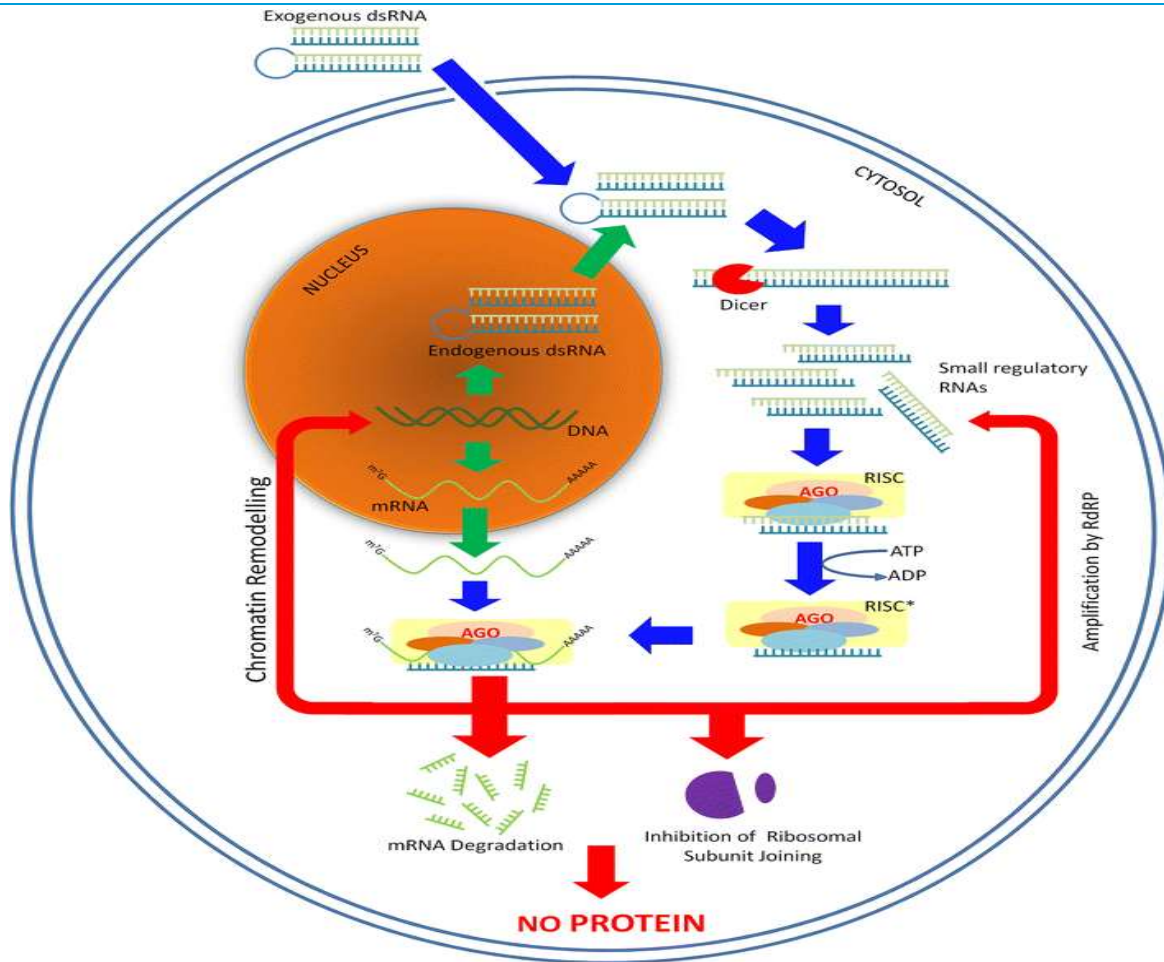 Exogenous dsRNA
CYTOSOL
NUCLEUS
Dicer
Endogenous dsRNA
Small regulatory
RNAs
DNA
m⁷G
AAAAA
mRNA
RISC
AGO
m⁷G
AAAAA
ATP
ADP
Chromatin Remodelling
Amplification by RdRP
RISC*
AGO
m⁷G
AGO
AAAAA
mRNA Degradation
Inhibition of Ribosomal
Subunit Joining
NO PROTEIN